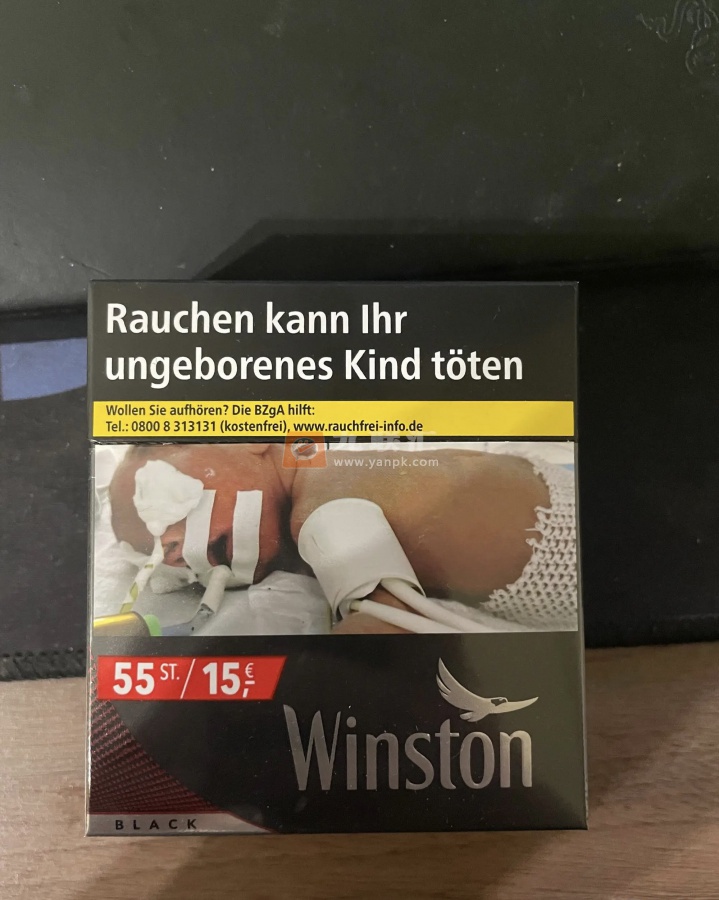 Rauchen kann Ihr
ungeborenes Kind töten
Wollen Sie aufhören? Die BZgA hilft:
Tel.: 0800 8 313131 (kostenfrei), www.rauchfrei-info.de
www.yanpk.com
55 ST. / 15,-€
Winston
BLACK